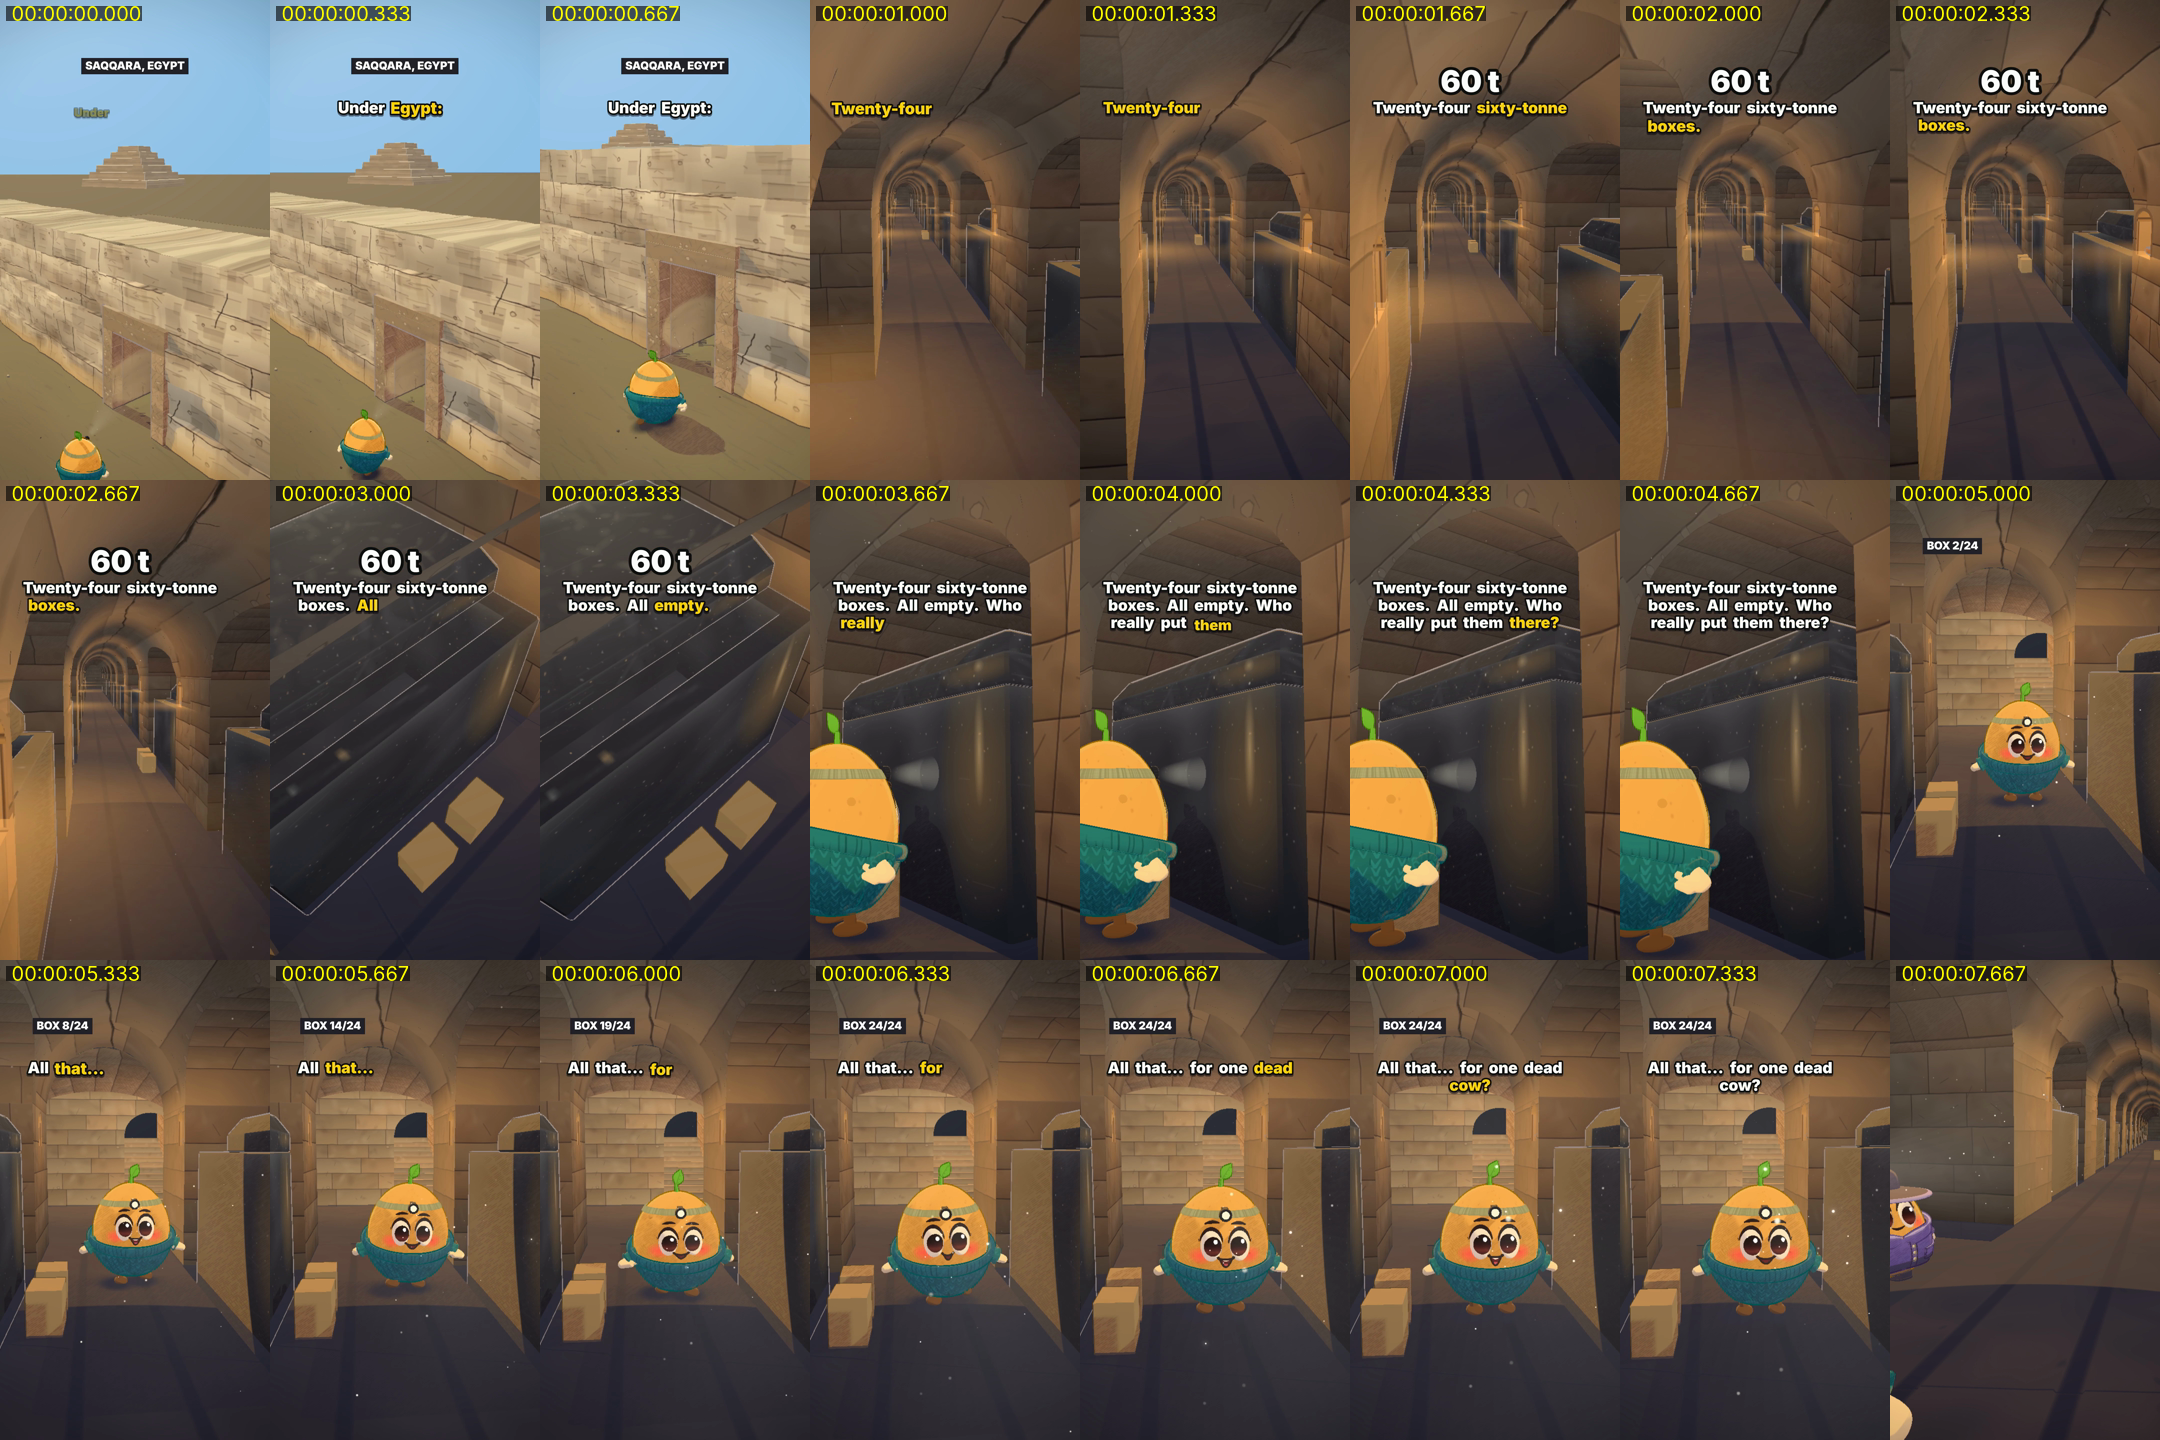 00:00:00.000
SAQQARA, EGYPT
Under
00:00:00.333
SAQQARA, EGYPT
Under Egypt:
00:00:00.667
SAQQARA, EGYPT
Under Egypt:
00:00:01.000
Twenty-four
00:00:01.333
Twenty-four
00:00:01.667
60 t
Twenty-four sixty-tonne
00:00:02.000
60 t
Twenty-four sixty-tonne
boxes.
00:00:02.333
60 t
Twenty-four sixty-tonne
boxes.
00:00:02.667
60 t
Twenty-four sixty-tonne
boxes.
00:00:03.000
60 t
Twenty-four sixty-tonne
boxes. All
00:00:03.333
60 t
Twenty-four sixty-tonne
boxes. All empty.
00:00:03.667
Twenty-four sixty-tonne
boxes. All empty. Who
really
00:00:04.000
Twenty-four sixty-tonne
boxes. All empty. Who
really put them
00:00:04.333
Twenty-four sixty-tonne
boxes. All empty. Who
really put them there?
00:00:04.667
Twenty-four sixty-tonne
boxes. All empty. Who
really put them there?
00:00:05.000
BOX 2/24
00:00:05.333
BOX 8/24
All that...
00:00:05.667
BOX 14/24
All that...
00:00:06.000
BOX 19/24
All that... for
00:00:06.333
BOX 24/24
All that... for
00:00:06.667
BOX 24/24
All that... for one dead
00:00:07.000
BOX 24/24
All that... for one dead
cow?
00:00:07.333
BOX 24/24
All that... for one dead
cow?
00:00:07.667